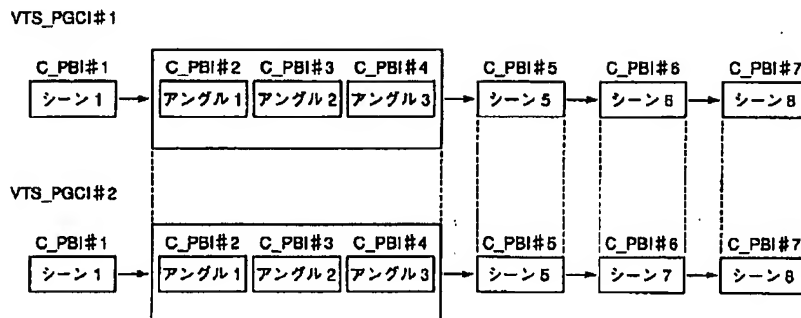 VTS_PGCI#1
C_PBI#1 C_PBI#2 C_PBI#3 C_PBI#4 C_PBI#5 C_PBI#6 C_PBI#7
シーン1 アングル1 アングル2 アングル3 シーン5 シーン6 シーン8
VTS_PGCI#2
C_PBI#1 C_PBI#2 C_PBI#3 C_PBI#4 C_PBI#5 C_PBI#6 C_PBI#7
シーン1 アングル1 アングル2 アングル3 シーン5 シーン7 シーン8